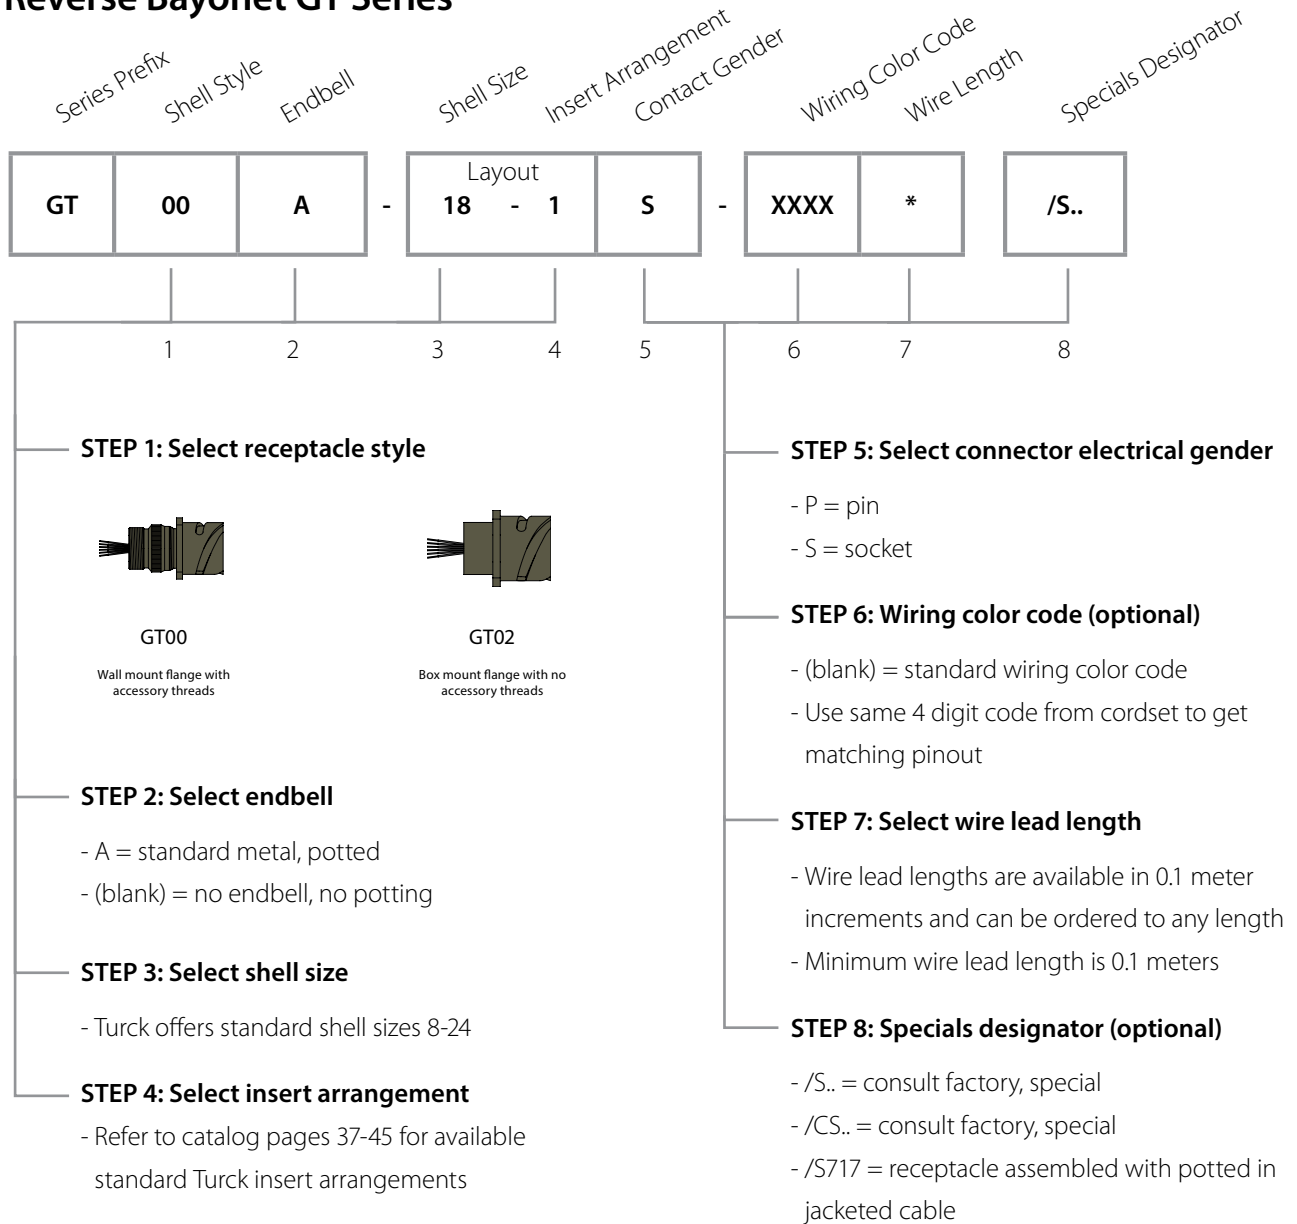 Reverse Bayonet GT Series
Series Prefix
Shell Style
Endbell
Shell Size
Insert Arrangement
Contact Gender
Wiring Color Code
Wire Length
Specials Designator
Layout
GT 00 A - 18 - 1 S - XXXX * /S..
1 2 3 4 5 6 7 8
STEP 1: Select receptacle style
GT00
Wall mount flange with
accessory threads
GT02
Box mount flange with no
accessory threads
STEP 2: Select endbell
- A = standard metal, potted
- (blank) = no endbell, no potting
STEP 3: Select shell size
- Turck offers standard shell sizes 8-24
STEP 4: Select insert arrangement
- Refer to catalog pages 37-45 for available
standard Turck insert arrangements
STEP 5: Select connector electrical gender
- P = pin
- S = socket
STEP 6: Wiring color code (optional)
- (blank) = standard wiring color code
- Use same 4 digit code from cordset to get
matching pinout
STEP 7: Select wire lead length
- Wire lead lengths are available in 0.1 meter
increments and can be ordered to any length
- Minimum wire lead length is 0.1 meters
STEP 8: Specials designator (optional)
- /S.. = consult factory, special
- /CS.. = consult factory, special
- /S717 = receptacle assembled with potted in
jacketed cable